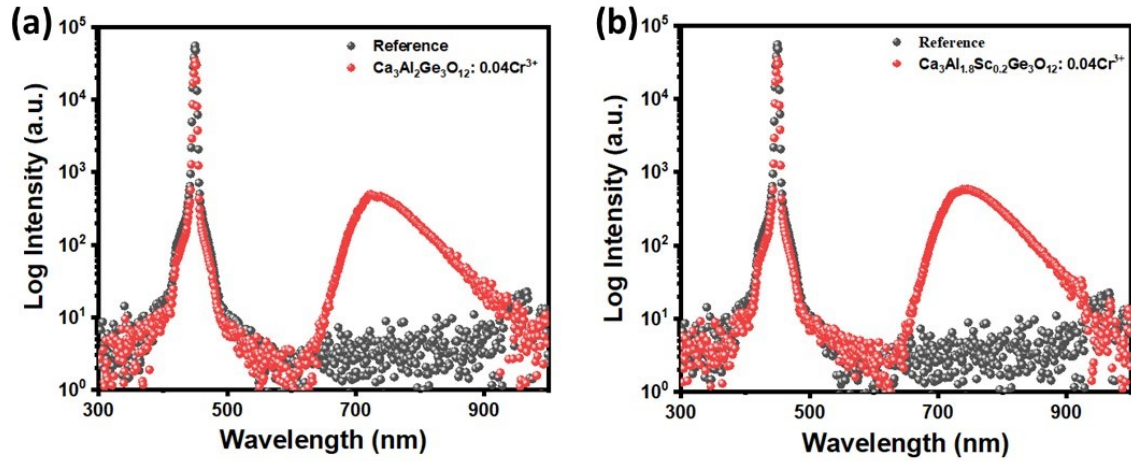 (a)
Reference
Ca₃Al₂Ge₃O₁₂: 0.04Cr³⁺
Log Intensity (a.u.)
10⁵
10⁴
10³
10²
10¹
10⁰
300 500 700 900
Wavelength (nm)
(b)
Reference
Ca₃Al₁.₈Sc₀.₂Ge₃O₁₂: 0.04Cr³⁺
Log Intensity (a.u.)
10⁵
10⁴
10³
10²
10¹
10⁰
300 500 700 900
Wavelength (nm)